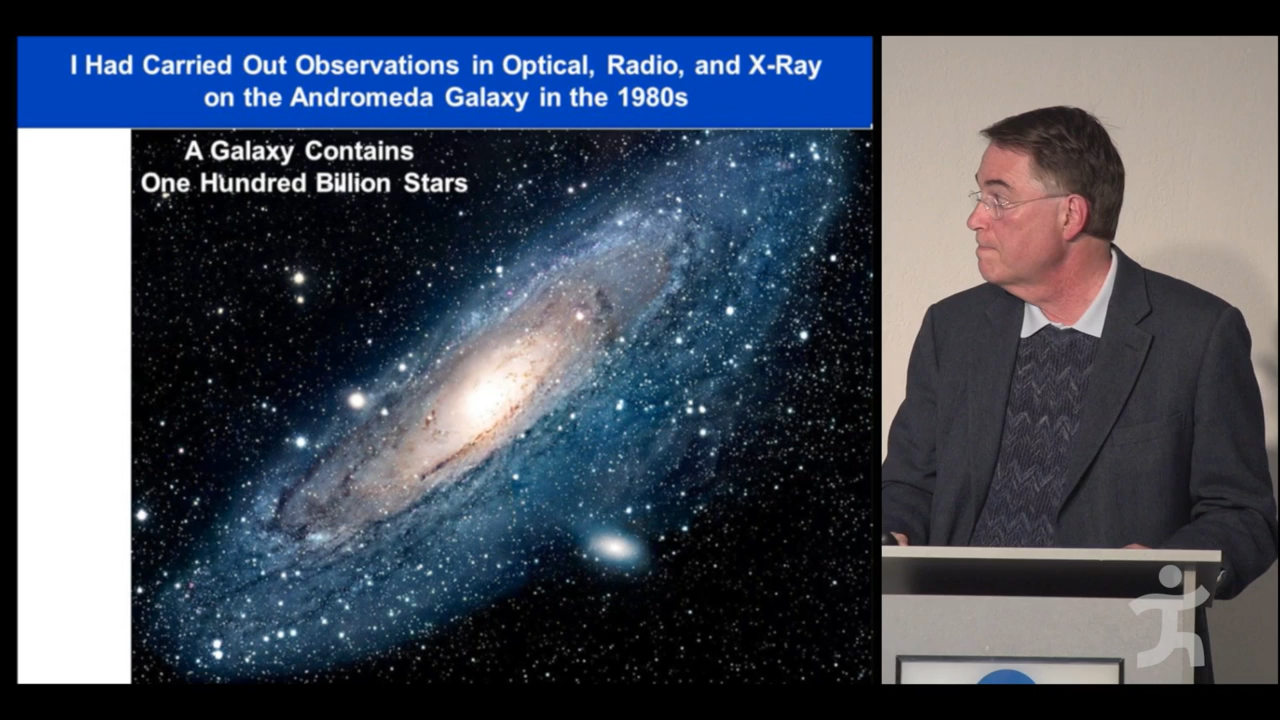 I Had Carried Out Observations in Optical, Radio, and X-Ray
on the Andromeda Galaxy in the 1980s
A Galaxy Contains
One Hundred Billion Stars